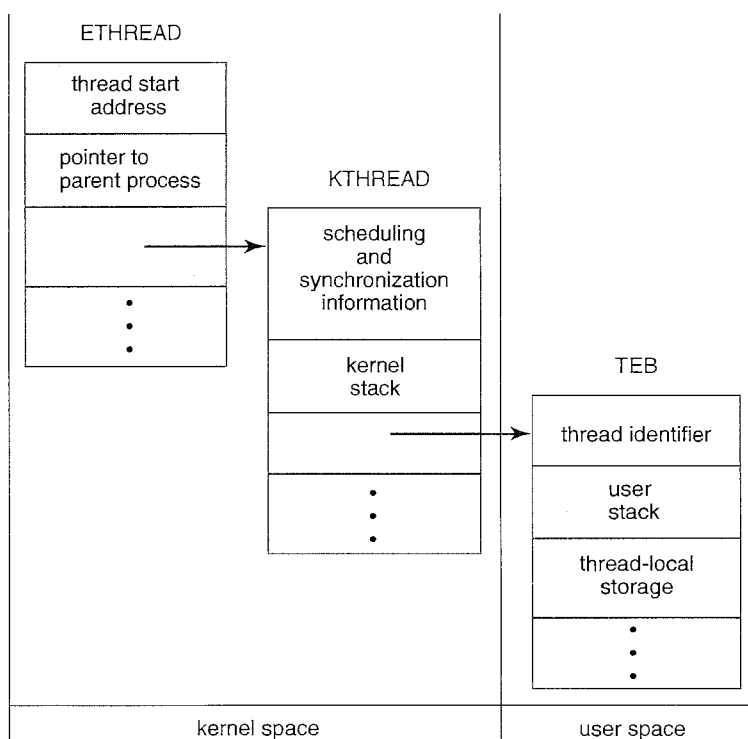 ETHREAD
thread start
address
pointer to
parent process
KTHREAD
scheduling
and
synchronization
information
kernel
stack
TEB
thread identifier
user
stack
thread-local
storage
kernel space
user space